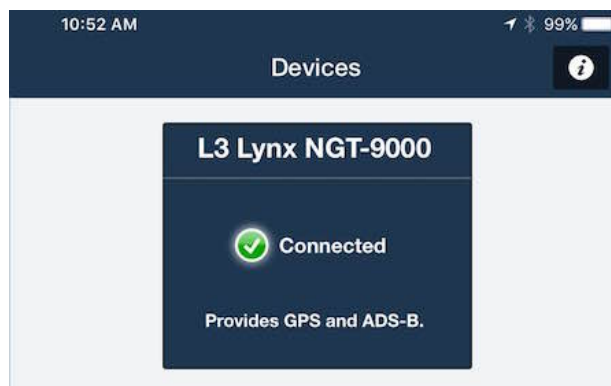 10:52 AM 99%
Devices
L3 Lynx NGT-9000
Connected
Provides GPS and ADS-B.